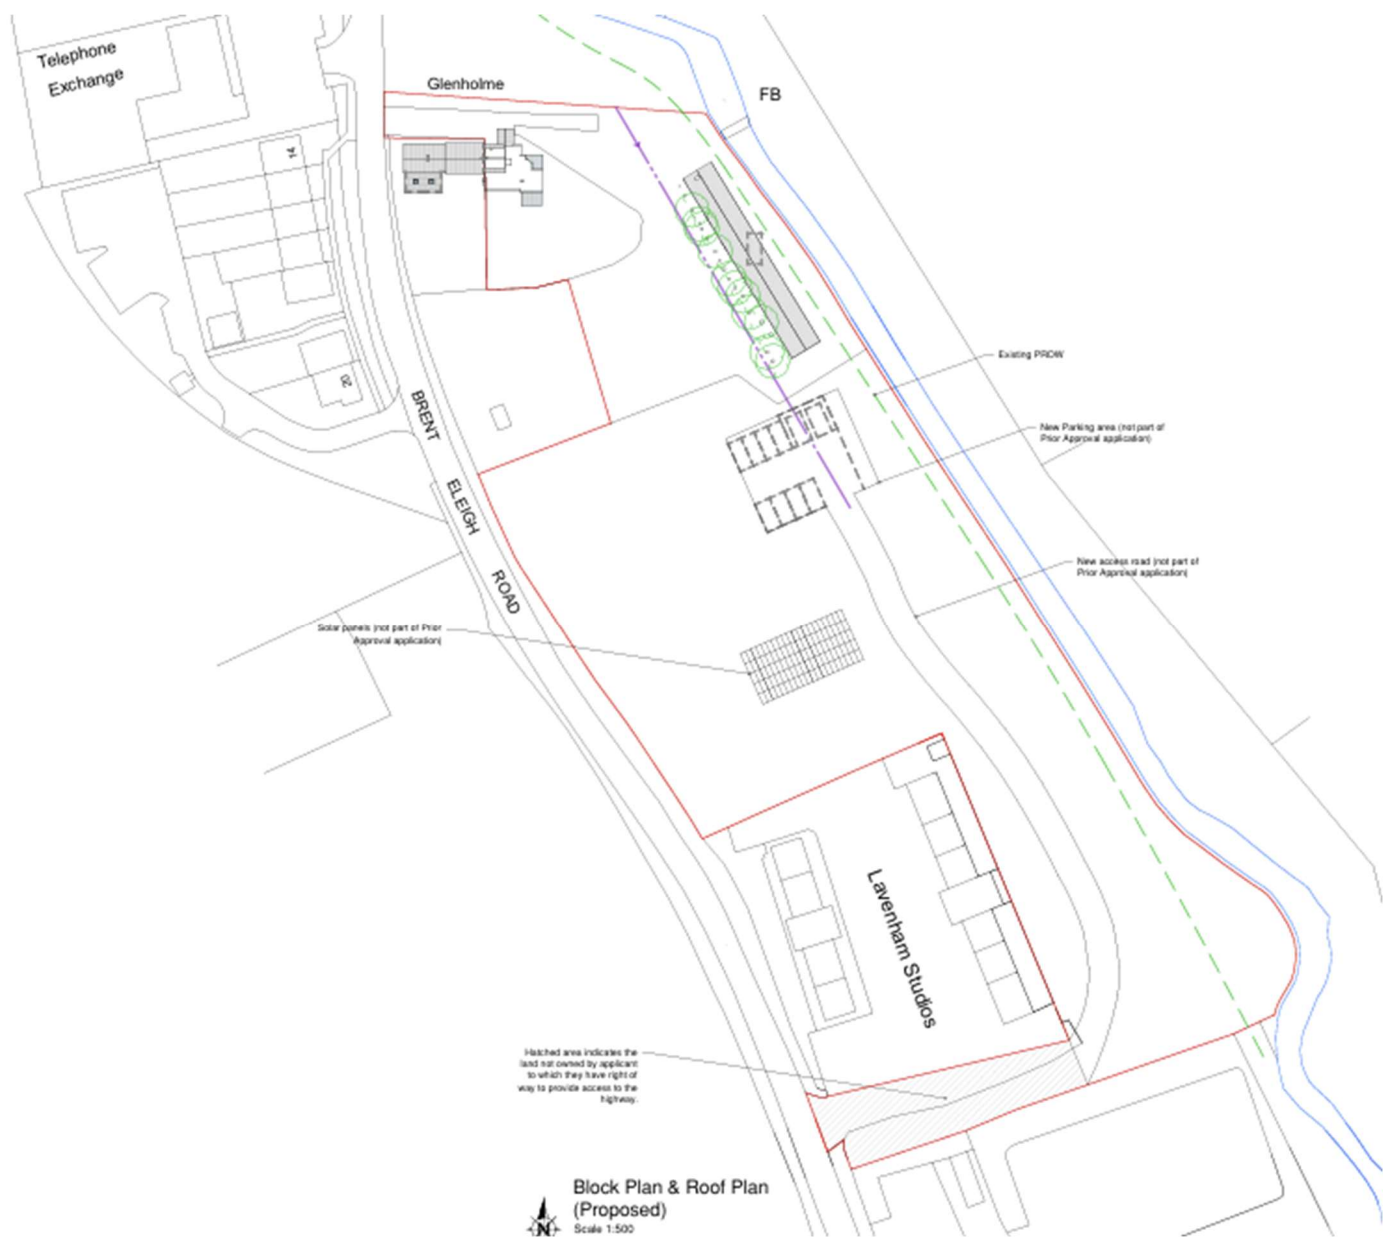 Telephone
Exchange
Glenholme
FB
14
20
BRENT
ELEIGH
ROAD
Existing PROW
New Parking area (not part of
Prior Approval application)
New access road (not part of
Prior Approval application)
Solar panels (not part of Prior
Approval application)
Lavenham Studios
Hatched area indicates the
land not owned by applicant
to which they have right of
way to provide access to the
highway.
Block Plan & Roof Plan
(Proposed)
Scale 1:500
N